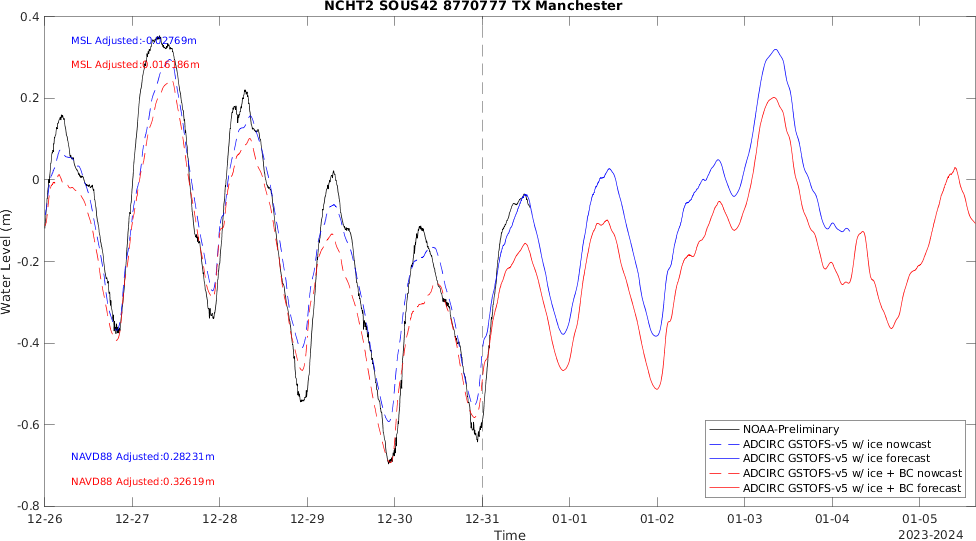 NCHT2 SOUS42 8770777 TX Manchester
MSL Adjusted:-0.02769m
MSL Adjusted:0.016186m
0.4
0.2
0
-0.2
-0.4
-0.6
-0.8
Water Level (m)
NAVD88 Adjusted:0.28231m
NAVD88 Adjusted:0.32619m
NOAA-Preliminary
ADCIRC GSTOFS-v5 w/ ice nowcast
ADCIRC GSTOFS-v5 w/ ice forecast
ADCIRC GSTOFS-v5 w/ ice + BC nowcast
ADCIRC GSTOFS-v5 w/ ice + BC forecast
12-26 12-27 12-28 12-29 12-30 12-31 01-01 01-02 01-03 01-04 01-05
Time
2023-2024